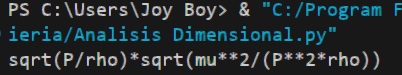 PS C:\Users\Joy Boy> & "C:/Program F
ieria/Analisis Dimensional.py"
sqrt(P/rho)*sqrt(mu**2/(P**2*rho))